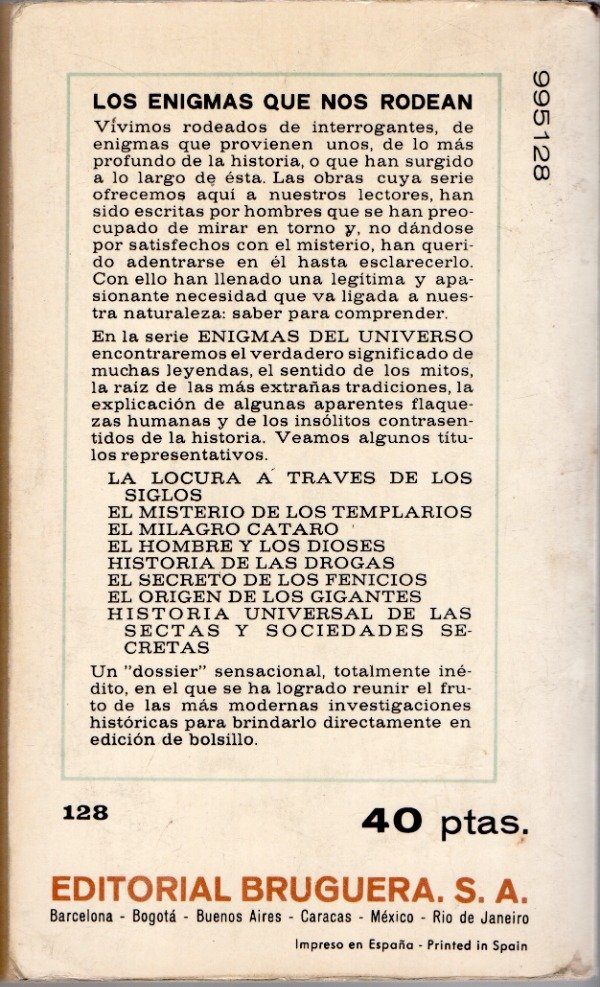 LOS ENIGMAS QUE NOS RODEAN
Vívimos rodeados de interrogantes, de
enigmas que provienen unos, de lo más
profundo de la historia, o que han surgido
a lo largo de ésta. Las obras cuya serie
ofrecemos aquí a nuestros lectores, han
sido escritas por hombres que se han preo-
cupado de mirar en torno y, no dándose
por satisfechos con el misterio, han queri-
do adentrarse en él hasta esclarecerlo.
Con ello han llenado una legítima y apa-
sionante necesidad que va ligada a nues-
tra naturaleza: saber para comprender.
En la serie ENIGMAS DEL UNIVERSO
encontraremos el verdadero significado de
muchas leyendas, el sentido de los mitos,
la raíz de las más extrañas tradiciones, la
explicación de algunas aparentes flaque-
zas humanas y de los insólitos contrasen-
tidos de la historia. Veamos algunos títu-
los representativos.
LA LOCURA A TRAVES DE LOS
SIGLOS
EL MISTERIO DE LOS TEMPLARIOS
EL MILAGRO CATARO
EL HOMBRE Y LOS DIOSES
HISTORIA DE LAS DROGAS
EL SECRETO DE LOS FENICIOS
EL ORIGEN DE LOS GIGANTES
HISTORIA UNIVERSAL DE LAS
SECTAS Y SOCIEDADES SE-
CRETAS
Un "dossier" sensacional, totalmente iné-
dito, en el que se ha logrado reunir el fru-
to de las más modernas investigaciones
históricas para brindarlo directamente en
edición de bolsillo.
995128
128
40 ptas.
EDITORIAL BRUGUERA. S. A.
Barcelona - Bogotá - Buenos Aires - Caracas - México - Rio de Janeiro
Impreso en España - Printed in Spain